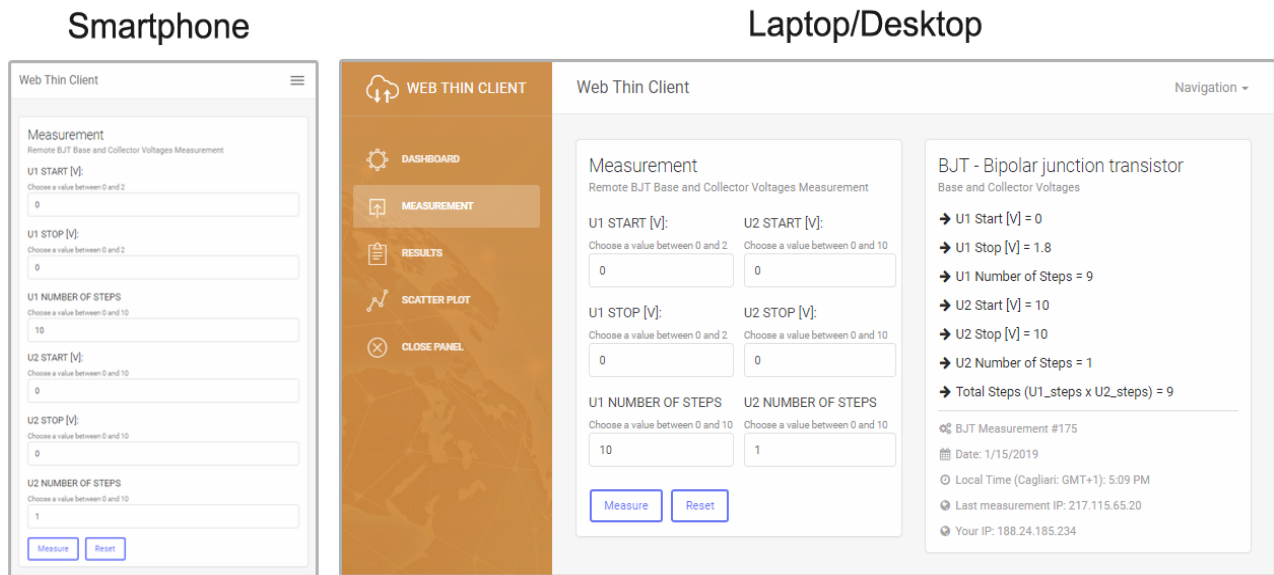 Smartphone
Web Thin Client
Measurement
Remote BJT Base and Collector Voltages Measurement
U1 START [V]:
Choose a value between 0 and 2
0
U1 STOP [V]:
Choose a value between 0 and 2
0
U1 NUMBER OF STEPS
Choose a value between 0 and 10
10
U2 START [V]:
Choose a value between 0 and 10
0
U2 STOP [V]:
Choose a value between 0 and 10
0
U2 NUMBER OF STEPS
Choose a value between 0 and 10
1
Measure Reset
Laptop/Desktop
WEB THIN CLIENT
DASHBOARD
MEASUREMENT
RESULTS
SCATTER PLOT
CLOSE PANEL
Web Thin Client
Navigation
Measurement
Remote BJT Base and Collector Voltages Measurement
U1 START [V]: U2 START [V]:
Choose a value between 0 and 2 Choose a value between 0 and 10
0 0
U1 STOP [V]: U2 STOP [V]:
Choose a value between 0 and 2 Choose a value between 0 and 10
0 0
U1 NUMBER OF STEPS U2 NUMBER OF STEPS
Choose a value between 0 and 10 Choose a value between 0 and 10
10 1
Measure Reset
BJT - Bipolar junction transistor
Base and Collector Voltages
➔ U1 Start [V] = 0
➔ U1 Stop [V] = 1.8
➔ U1 Number of Steps = 9
➔ U2 Start [V] = 10
➔ U2 Stop [V] = 10
➔ U2 Number of Steps = 1
➔ Total Steps (U1_steps x U2_steps) = 9
BJT Measurement #175
Date: 1/15/2019
Local Time (Cagliari: GMT+1): 5:09 PM
Last measurement IP: 217.115.65.20
Your IP: 188.24.185.234